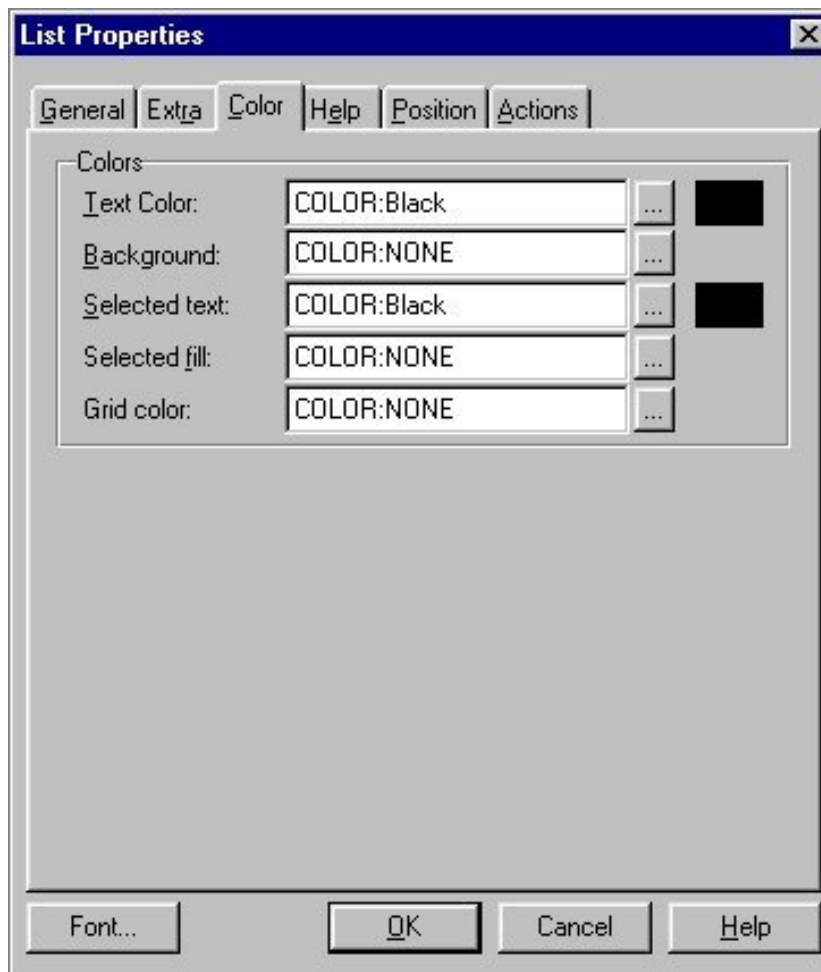 List Properties
General Extra Color Help Position Actions
Colors
Text Color: COLOR:Black ...
Background: COLOR:NONE ...
Selected text: COLOR:Black ...
Selected fill: COLOR:NONE ...
Grid color: COLOR:NONE ...
Font... OK Cancel Help